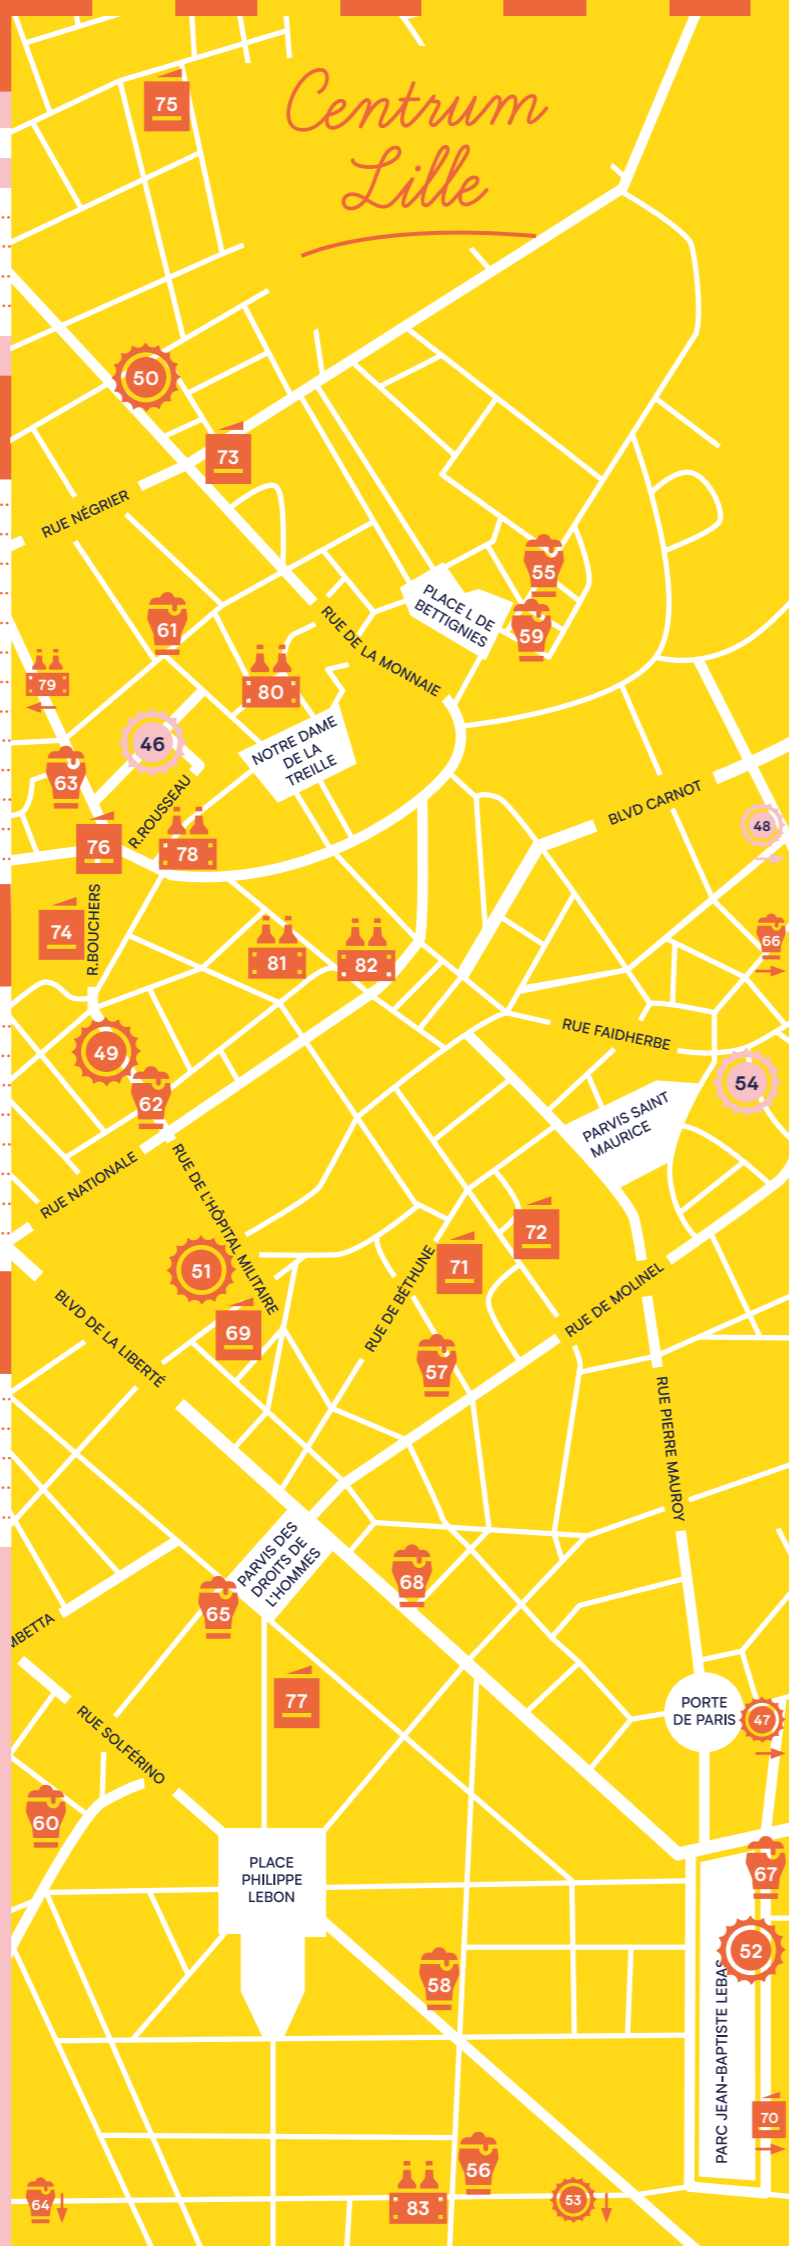 75
Centrum
Lille
50
73
RUE NÉGRIER
55
PLACE L DE
BETTIGNIES
61
59
RUE DE LA MONNAIE
79
80
46
NOTRE DAME
DE LA
TREILLE
63
R.ROUSSEAU
BLVD CARNOT
48
76
78
74
R.BOUCHERS
81
82
66
RUE FAIDHERBE
49
54
62
PARVIS SAINT
MAURICE
RUE NATIONALE
RUE DE L'HÔPITAL MILITAIRE
72
51
71
RUE DE BÉTHUNE
RUE DE MOLINEL
BLVD DE LA LIBERTÉ
69
57
RUE PIERRE MAUROY
PARVIS DES
DROITS DE
L'HOMMES
68
65
MBETTA
77
PORTE
DE PARIS
47
RUE SOLFÉRINO
60
PLACE
PHILIPPE
LEBON
67
52
58
PARC JEAN-BAPTISTE LEBAS
70
56
64
83
53